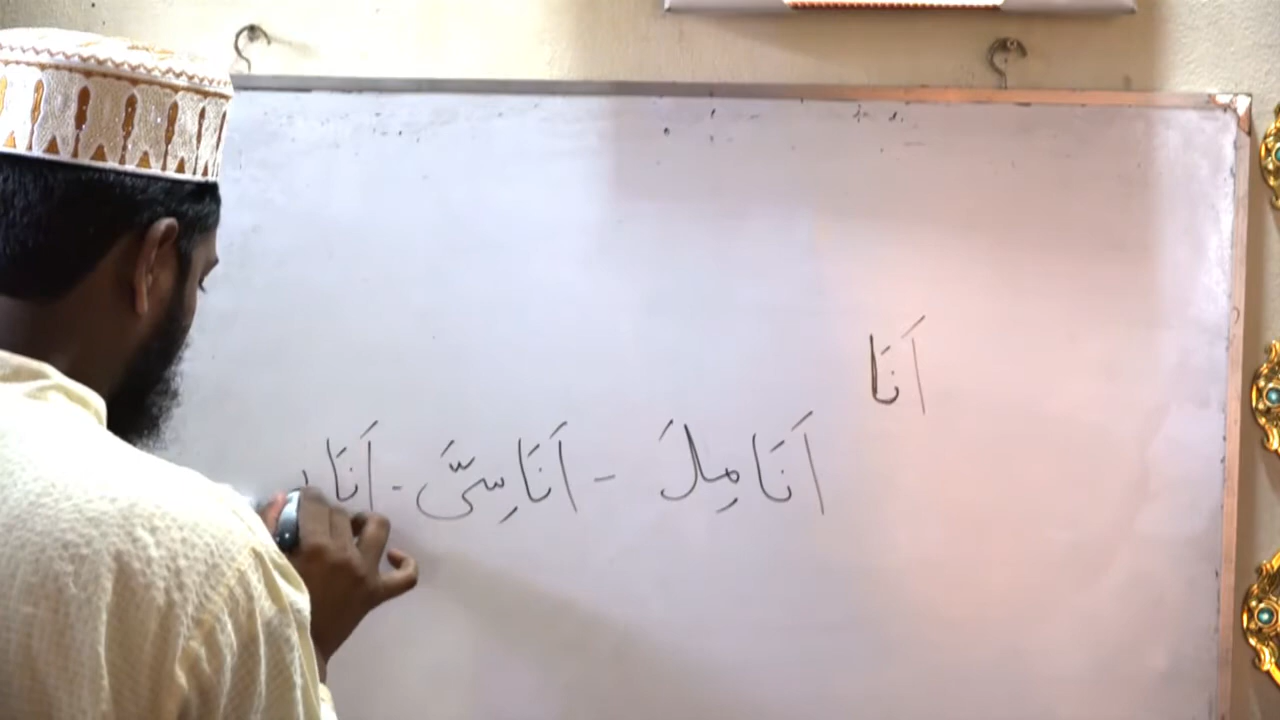 اَنَا
اَنَامِلَ - اَنَاسِیَّ - اَنَا